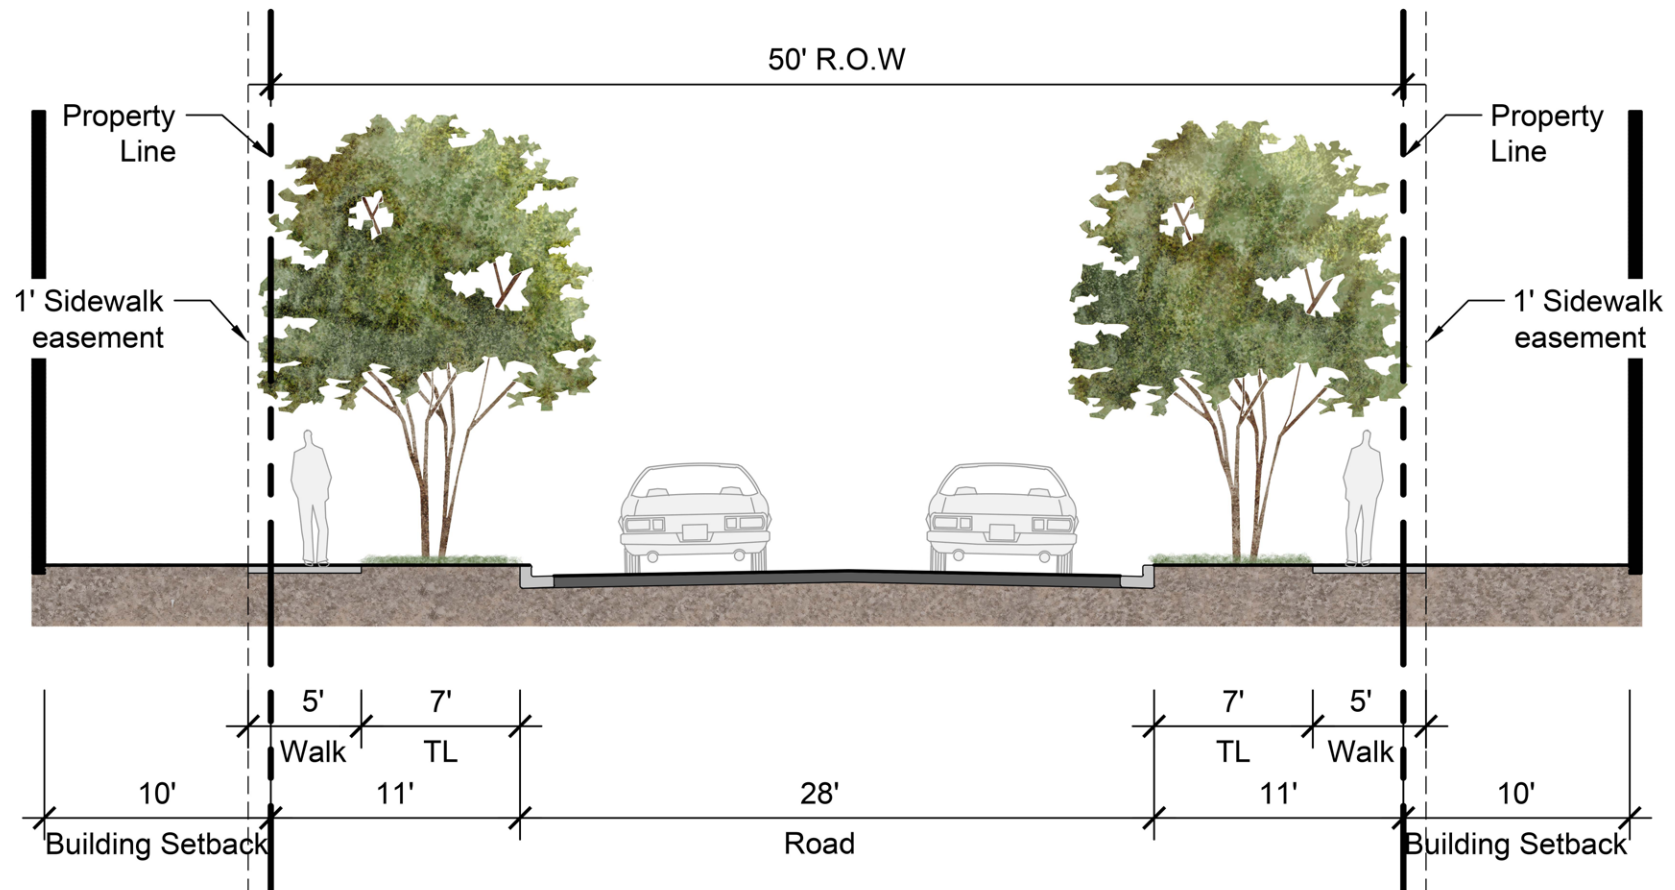 50' R.O.W
Property
Line
Property
Line
1' Sidewalk
easement
1' Sidewalk
easement
5'
7'
7'
5'
Walk
TL
TL
Walk
10'
11'
28'
11'
10'
Building Setback
Road
Building Setback